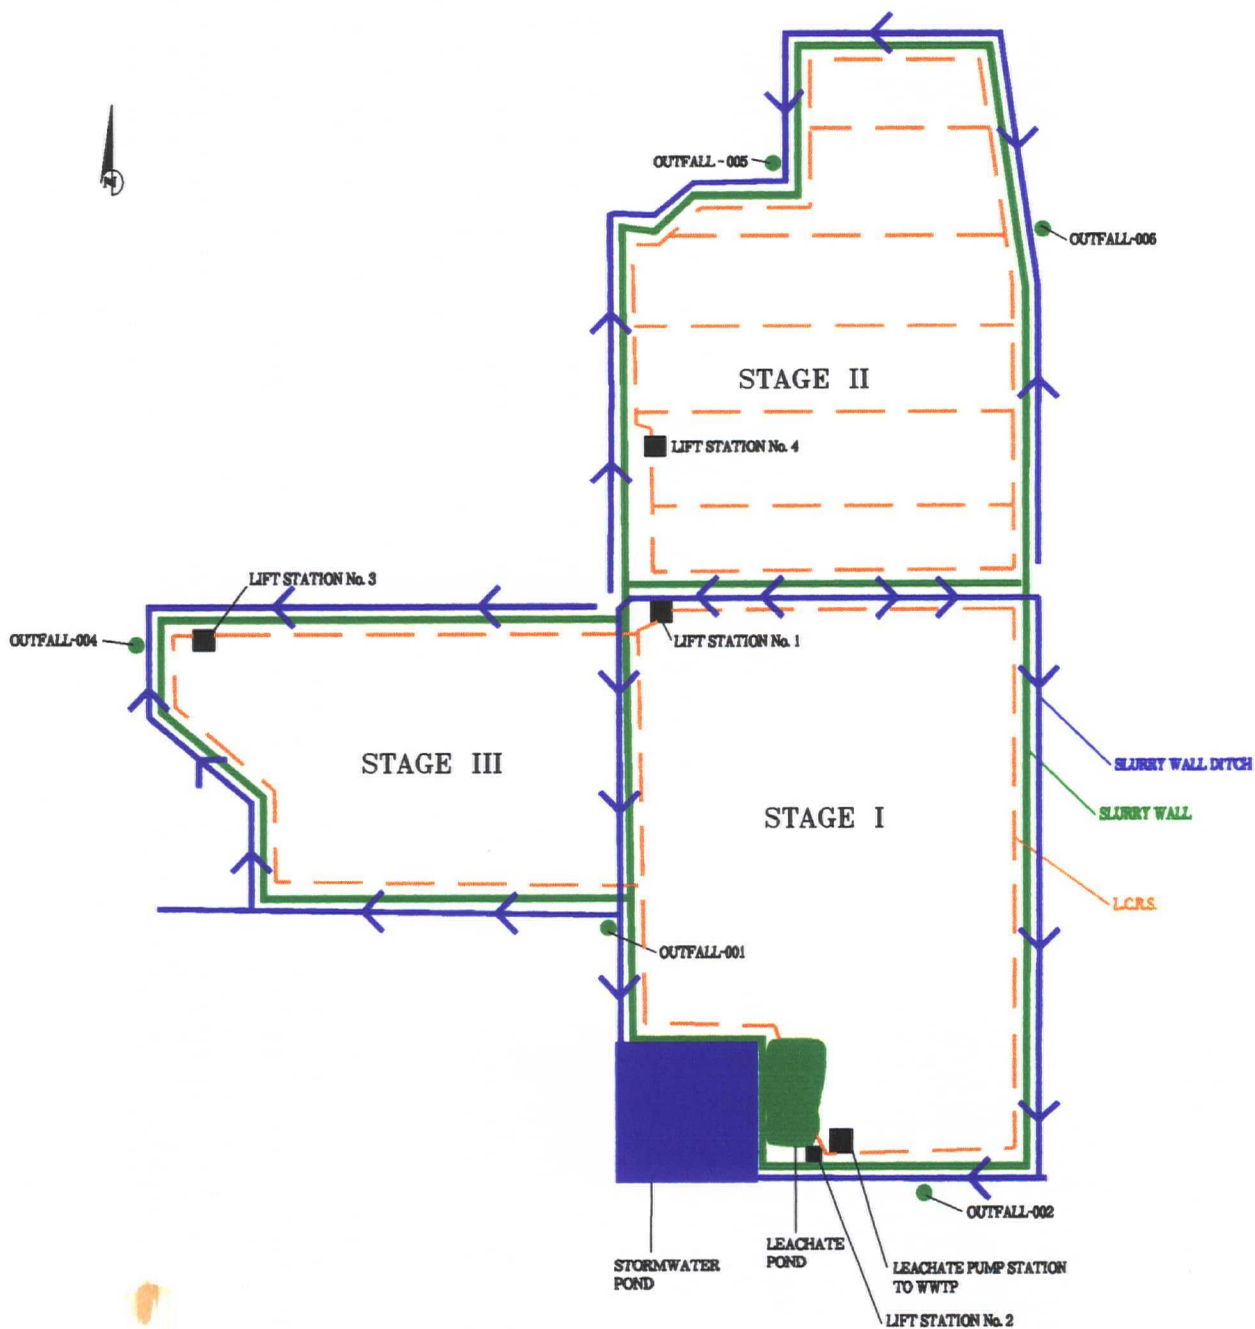 N
OUTFALL - 005
OUTFALL-006
STAGE II
LIFT STATION No. 4
LIFT STATION No. 3
OUTFALL-004
LIFT STATION No. 1
STAGE III
SLURRY WALL DITCH
STAGE I
SLURRY WALL
L.C.R.S.
OUTFALL-001
OUTFALL-002
LEACHATE
POND
STORMWATER
POND
LEACHATE PUMP STATION
TO WWTP
LIFT STATION No. 2